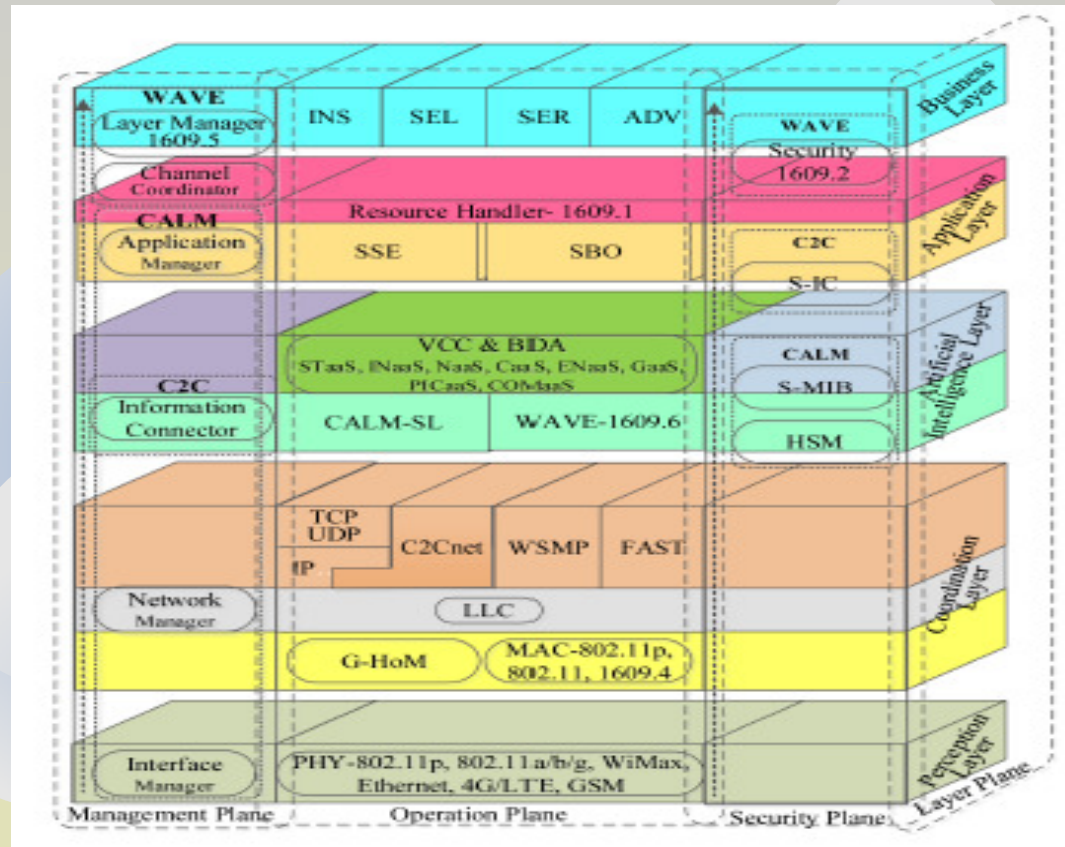 WAVE
Layer Manager
1609.5
INS
SEL
SER
ADV
WAVE
Security
1609.2
Business
Layer
Channel
Coordinator
Resource Handler- 1609.1
CALM
Application
Manager
SSE
SBO
C2C
S-IC
Application
Layer
VCC & BIDA
STaaS, INaaS, NaaS, CaaS, ENaaS, GaaS,
PICaaS, COMaaS
CALM
S-MIB
HSM
C2C
Information
Connector
CALM-SL
WAVE-1609.6
Artificial
Intelligence Layer
TCP
UDP
IP
C2Cnet
WSMP
FAST
Network
Manager
LLC
G-HoM
MAC-802.11p,
802.11, 1609.4
Coordination
Layer
Interface
Manager
PHY-802.11p, 802.11a/b/g, WiMax,
Ethernet, 4G/LTE, GSM
Perception
Layer
Management Plane
Operation Plane
Security Plane
Layer Plane